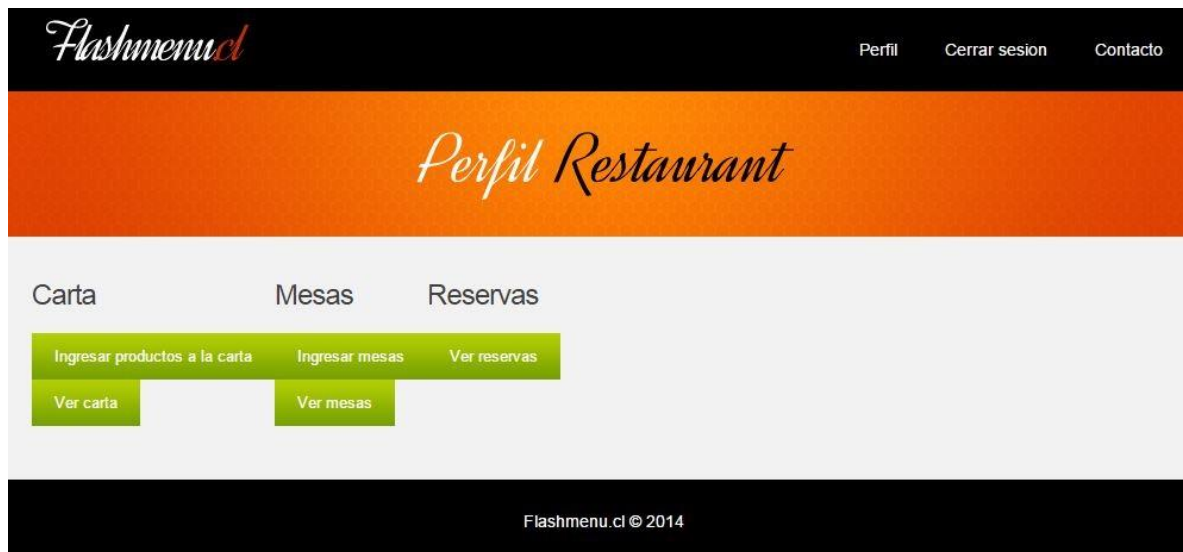 Flashmenu.cl
Perfil Cerrar sesion Contacto
Perfil Restaurant
Carta Mesas Reservas
Ingresar productos a la carta Ingresar mesas Ver reservas
Ver carta Ver mesas
Flashmenu.cl © 2014